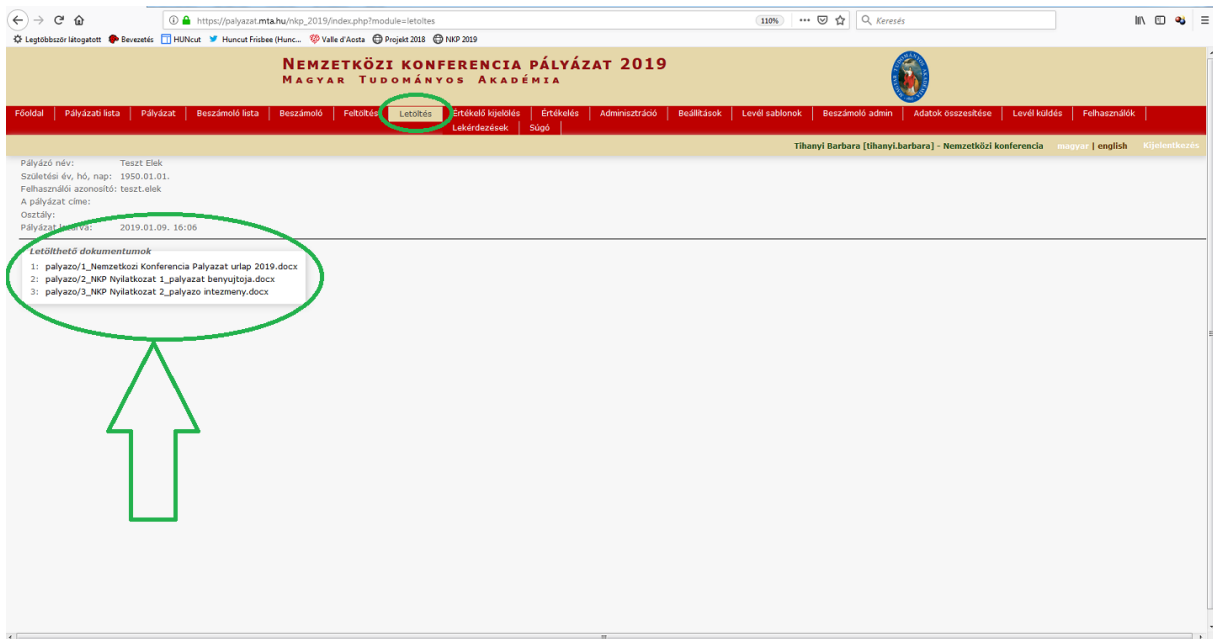 https://palyazat.mta.hu/nkp_2019/index.php?module=letoltes
110%
Keresés
Legtöbbször látogatott Bevezetés HUNcut Huncut Frisbee (Hunc... Valle d'Aosta Projekt 2018 NKP 2019
NEMZETKÖZI KONFERENCIA PÁLYÁZAT 2019
MAGYAR TUDOMÁNYOS AKADÉMIA
Főoldal Pályázati lista Pályázat Beszámoló lista Beszámoló Feltöltés Letöltés Értékelő kijelölés Értékelés Adminisztráció Beállítások Levél sablonok Beszámoló admin Adatok összesítése Levél küldés Felhasználók
Lekérdezések Súgó
Tihanyi Barbara [tihanyi.barbara] - Nemzetközi konferencia magyar | english Kijelentkezés
Pályázó név: Teszt Elek
Születési év, hó, nap: 1950.01.01.
Felhasználói azonosító: teszt.elek
A pályázat címe:
Osztály:
Pályázat lezárva: 2019.01.09. 16:06
Letölthető dokumentumok
1: palyazo/1_Nemzetkozi Konferencia Palyazat urlap 2019.docx
2: palyazo/2_NKP Nyilatkozat 1_palyazat benyujtoja.docx
3: palyazo/3_NKP Nyilatkozat 2_palyazo intezmeny.docx